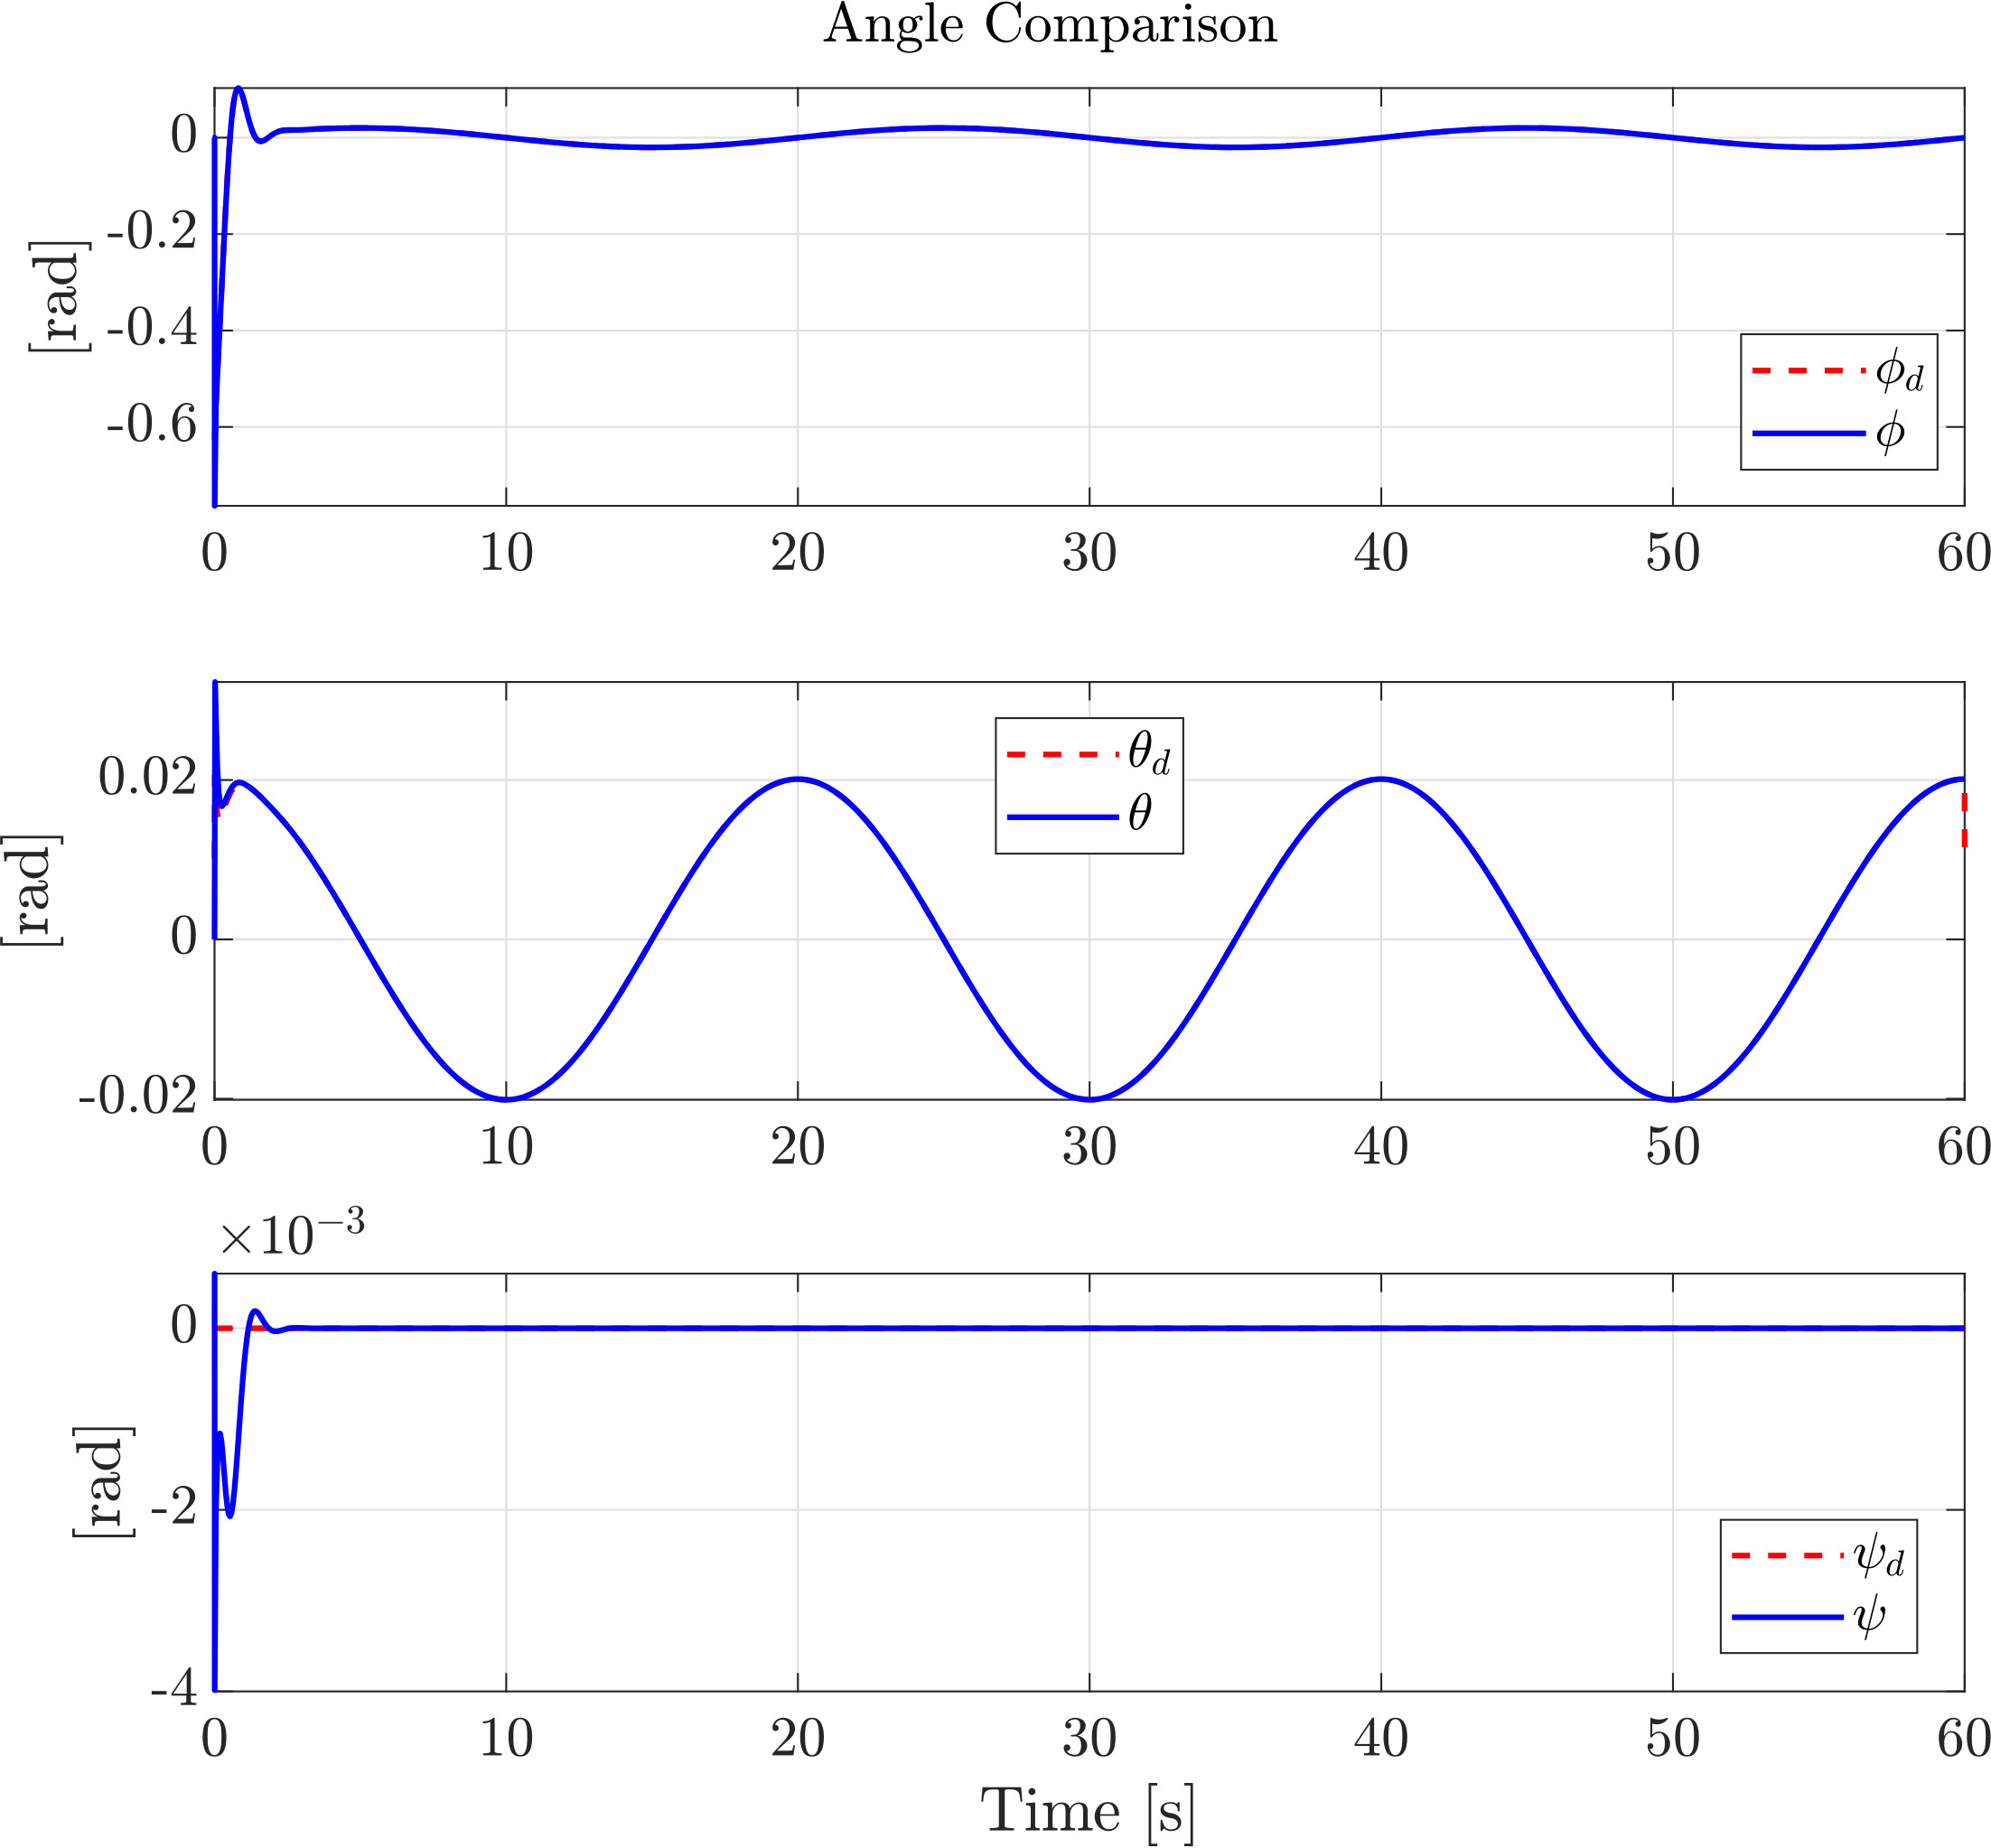 Angle Comparison
0
-0.2
-0.4
-0.6
[rad]
ϕ_d
ϕ
0 10 20 30 40 50 60
0.02
0
-0.02
[rad]
θ_d
θ
0 10 20 30 40 50 60
×10⁻³
0
-2
-4
[rad]
ψ_d
ψ
0 10 20 30 40 50 60
Time [s]